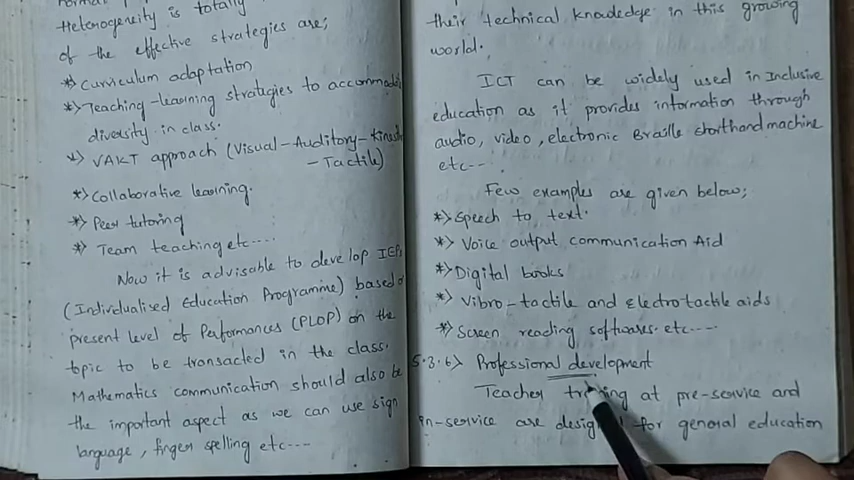 Heterogeneity is totally
of the effective strategies are;
*> Curriculum adaptation
*> Teaching-learning strategies to accommodate
diversity in class.
*> VAKT approach (Visual-Auditory-Kinesth
-Tactile)
*> Collaborative learning.
*> Peer tutoring
*> Team teaching etc....
Now it is advisable to develop IEPs
(Individualised Education Programme) based o
present level of Performances (PLOP) on the
topic to be transacted in the class.
Mathematics communication should also be
the important aspect as we can use sign
language, finger spelling etc---
their technical knowledge in this growing
world.
ICT can be widely used in Inclusive
education as it provides information through
audio, video, electronic Braille shorthand machine
etc--
Few examples are given below;
*> Speech to text.
*> Voice output communication Aid
*> Digital books
*> Vibro-tactile and Electrotactile aids
*> Screen reading softwares etc----
5.3.6> Professional development
Teacher training at pre-service and
in-service are desig for general education